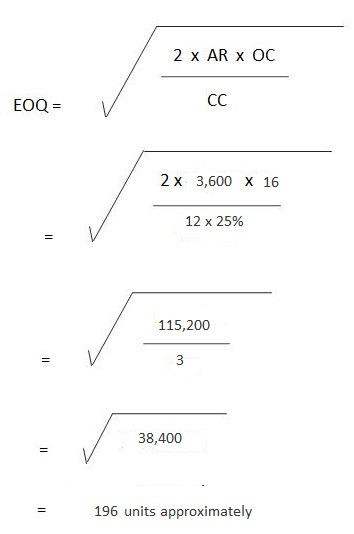 2 x AR x OC
EOQ =
CC
2 x 3,600 x 16
12 x 25%
=
115,200
=
3
38,400
=
= 196 units approximately